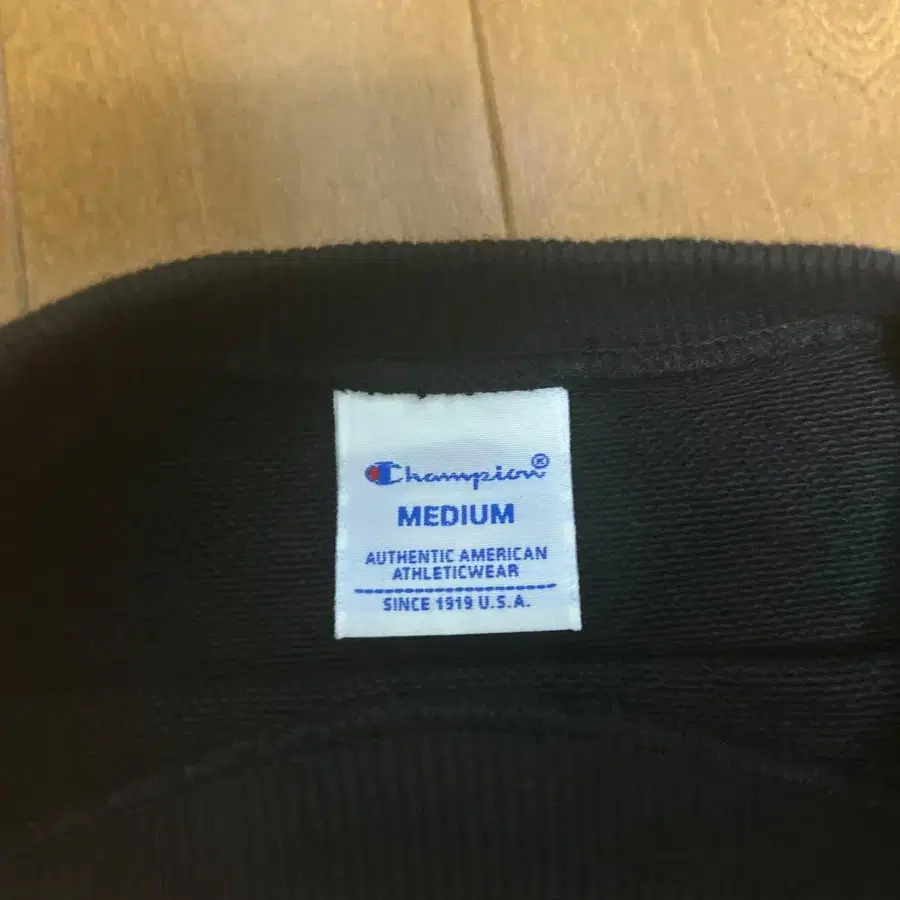 Champion®
MEDIUM
AUTHENTIC AMERICAN
ATHLETICWEAR
SINCE 1919 U.S.A.